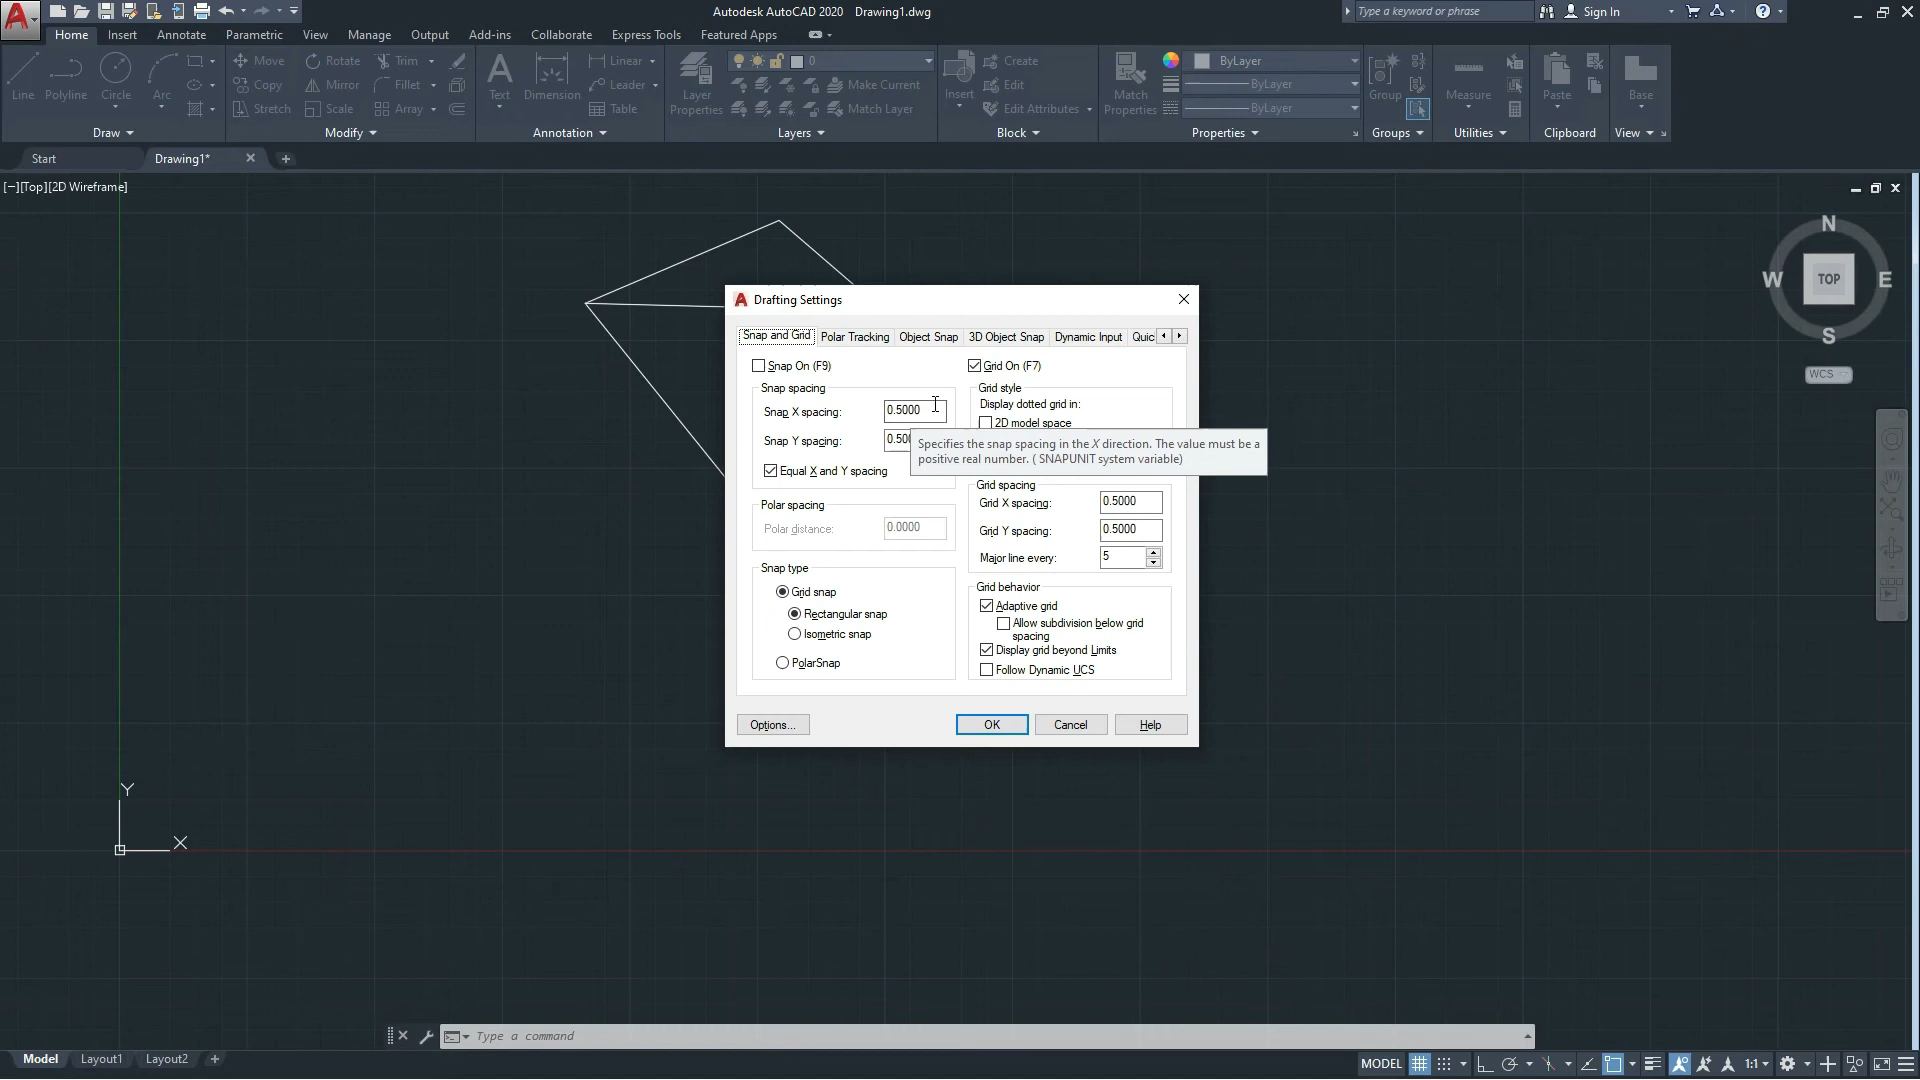 Autodesk AutoCAD 2020 Drawing1.dwg
Type a keyword or phrase
Sign In
Home Insert Annotate Parametric View Manage Output Add-ins Collaborate Express Tools Featured Apps
Line Polyline Circle Arc
Move Rotate Trim
Copy Mirror Fillet
Stretch Scale Array
Text Dimension
Linear
Leader
Table
Layer Properties
0
Make Current
Match Layer
Insert
Create
Edit
Edit Attributes
Match Properties
ByLayer
ByLayer
ByLayer
Group
Measure
Paste
Base
Draw Modify Annotation Layers Block Properties Groups Utilities Clipboard View
Start Drawing1*
[−][Top][2D Wireframe]
N
W TOP E
S
WCS
Drafting Settings
Snap and Grid Polar Tracking Object Snap 3D Object Snap Dynamic Input Quic
Snap On (F9)
Snap spacing
Snap X spacing: 0.5000
Snap Y spacing: 0.500
Equal X and Y spacing
Polar spacing
Polar distance: 0.0000
Snap type
Grid snap
Rectangular snap
Isometric snap
PolarSnap
Grid On (F7)
Grid style
Display dotted grid in:
2D model space
Specifies the snap spacing in the X direction. The value must be a
positive real number. ( SNAPUNIT system variable)
Grid spacing
Grid X spacing: 0.5000
Grid Y spacing: 0.5000
Major line every: 5
Grid behavior
Adaptive grid
Allow subdivision below grid
spacing
Display grid beyond Limits
Follow Dynamic UCS
Options... OK Cancel Help
Y
X
Type a command
Model Layout1 Layout2
MODEL 1:1